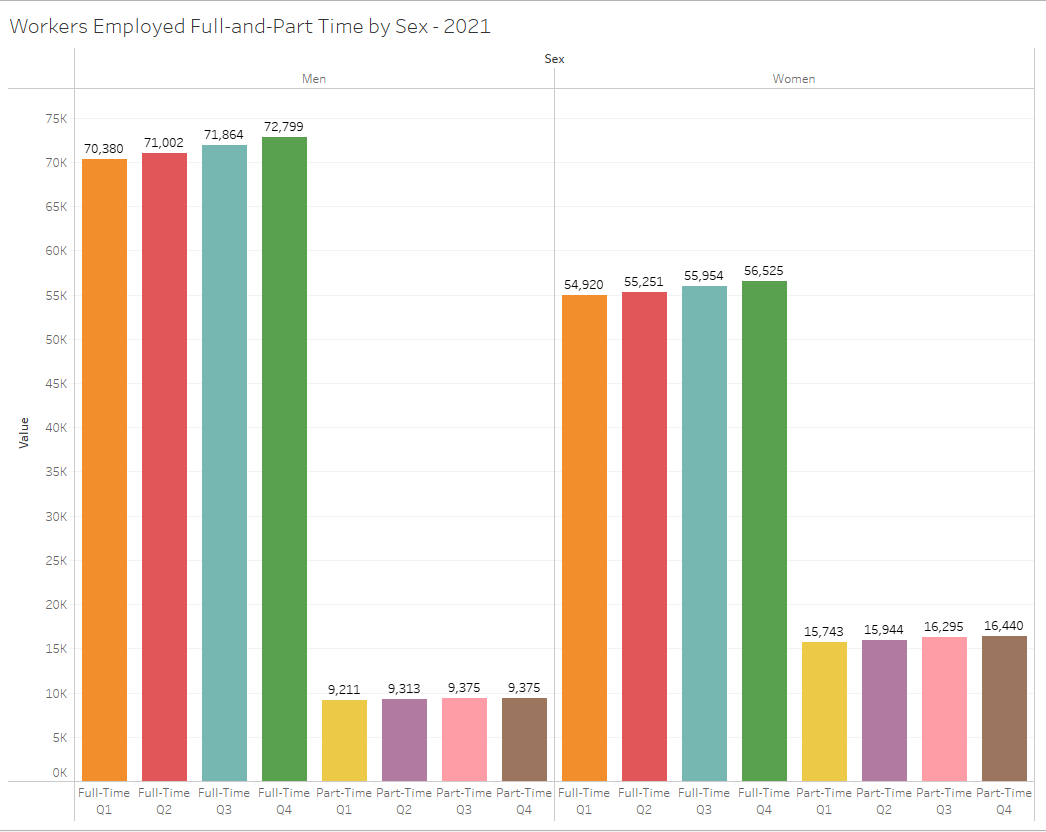 Workers Employed Full-and-Part Time by Sex - 2021
Sex
Men
Women
Value
75K
70K
65K
60K
55K
50K
45K
40K
35K
30K
25K
20K
15K
10K
5K
0K
70,380
71,002
71,864
72,799
9,211
9,313
9,375
9,375
54,920
55,251
55,954
56,525
15,743
15,944
16,295
16,440
Full-Time
Q1
Full-Time
Q2
Full-Time
Q3
Full-Time
Q4
Part-Time
Q1
Part-Time
Q2
Part-Time
Q3
Part-Time
Q4
Full-Time
Q1
Full-Time
Q2
Full-Time
Q3
Full-Time
Q4
Part-Time
Q1
Part-Time
Q2
Part-Time
Q3
Part-Time
Q4